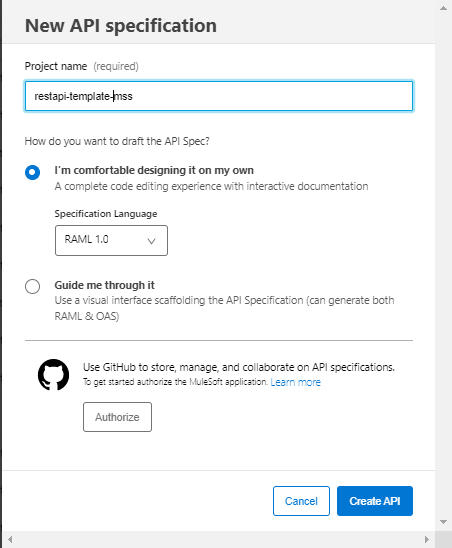 New API specification
Project name (required)
restapi-template-mss
How do you want to draft the API Spec?
I'm comfortable designing it on my own
A complete code editing experience with interactive documentation
Specification Language
RAML 1.0
Guide me through it
Use a visual interface scaffolding the API Specification (can generate both
RAML & OAS)
Use GitHub to store, manage, and collaborate on API specifications.
To get started authorize the MuleSoft application. Learn more
Authorize
Cancel
Create API